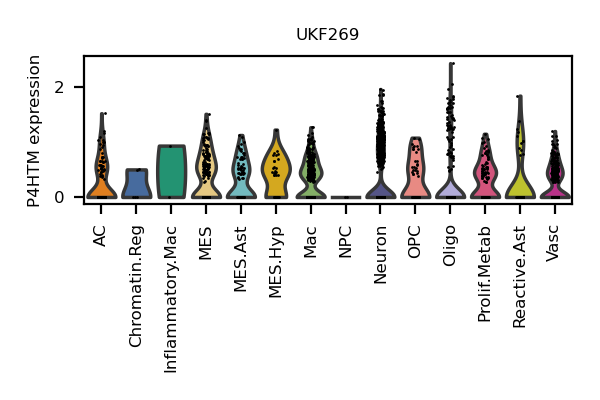 UKF269
P4HTM expression
2
0
AC
Chromatin.Reg
Inflammatory.Mac
MES
MES.Ast
MES.Hyp
Mac
NPC
Neuron
OPC
Oligo
Prolif.Metab
Reactive.Ast
Vasc